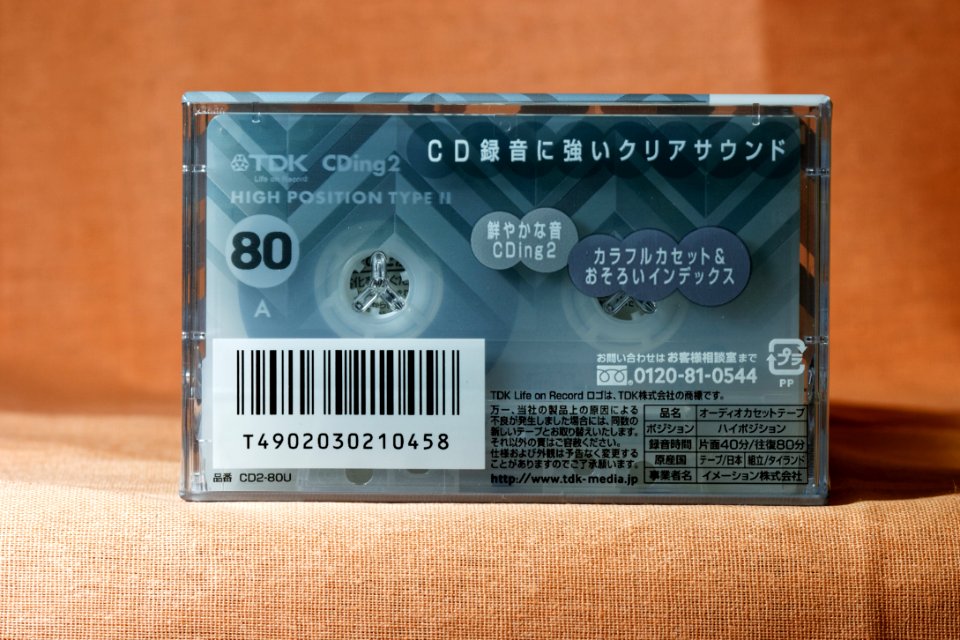 CD録音に強いクリアサウンド
TDK CDing2
Life on Record
HIGH POSITION TYPE II
鮮やかな音
CDing2
カラフルカセット&
おそろいインデックス
80
A
お問い合わせは お客様相談室まで
0120-81-0544
プラ
PP
TDK Life on Record ロゴは、TDK株式会社の商標です。
万一、当社の製品上の原因による
不良が発生しました場合には、同数の
新しいテープとお取り替えいたします。
それ以外の責はご容赦ください。
仕様および外観は予告なく変更する
ことがありますのでご了承願います。
http://www.tdk-media.jp
品名 オーディオカセットテープ
ポジション ハイポジション
録音時間 片面40分/往復80分
原産国 テープ/日本 組立/タイランド
事業者名 イメーション株式会社
T4902030210458
品番 CD2-80U